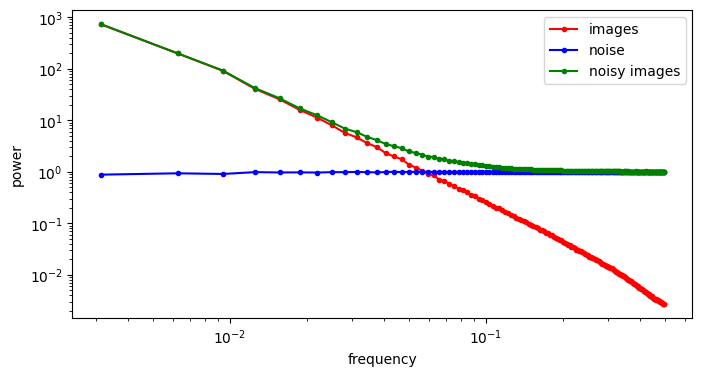 10³
10²
10¹
10⁰
10⁻¹
10⁻²
power
images
noise
noisy images
10⁻² 10⁻¹
frequency